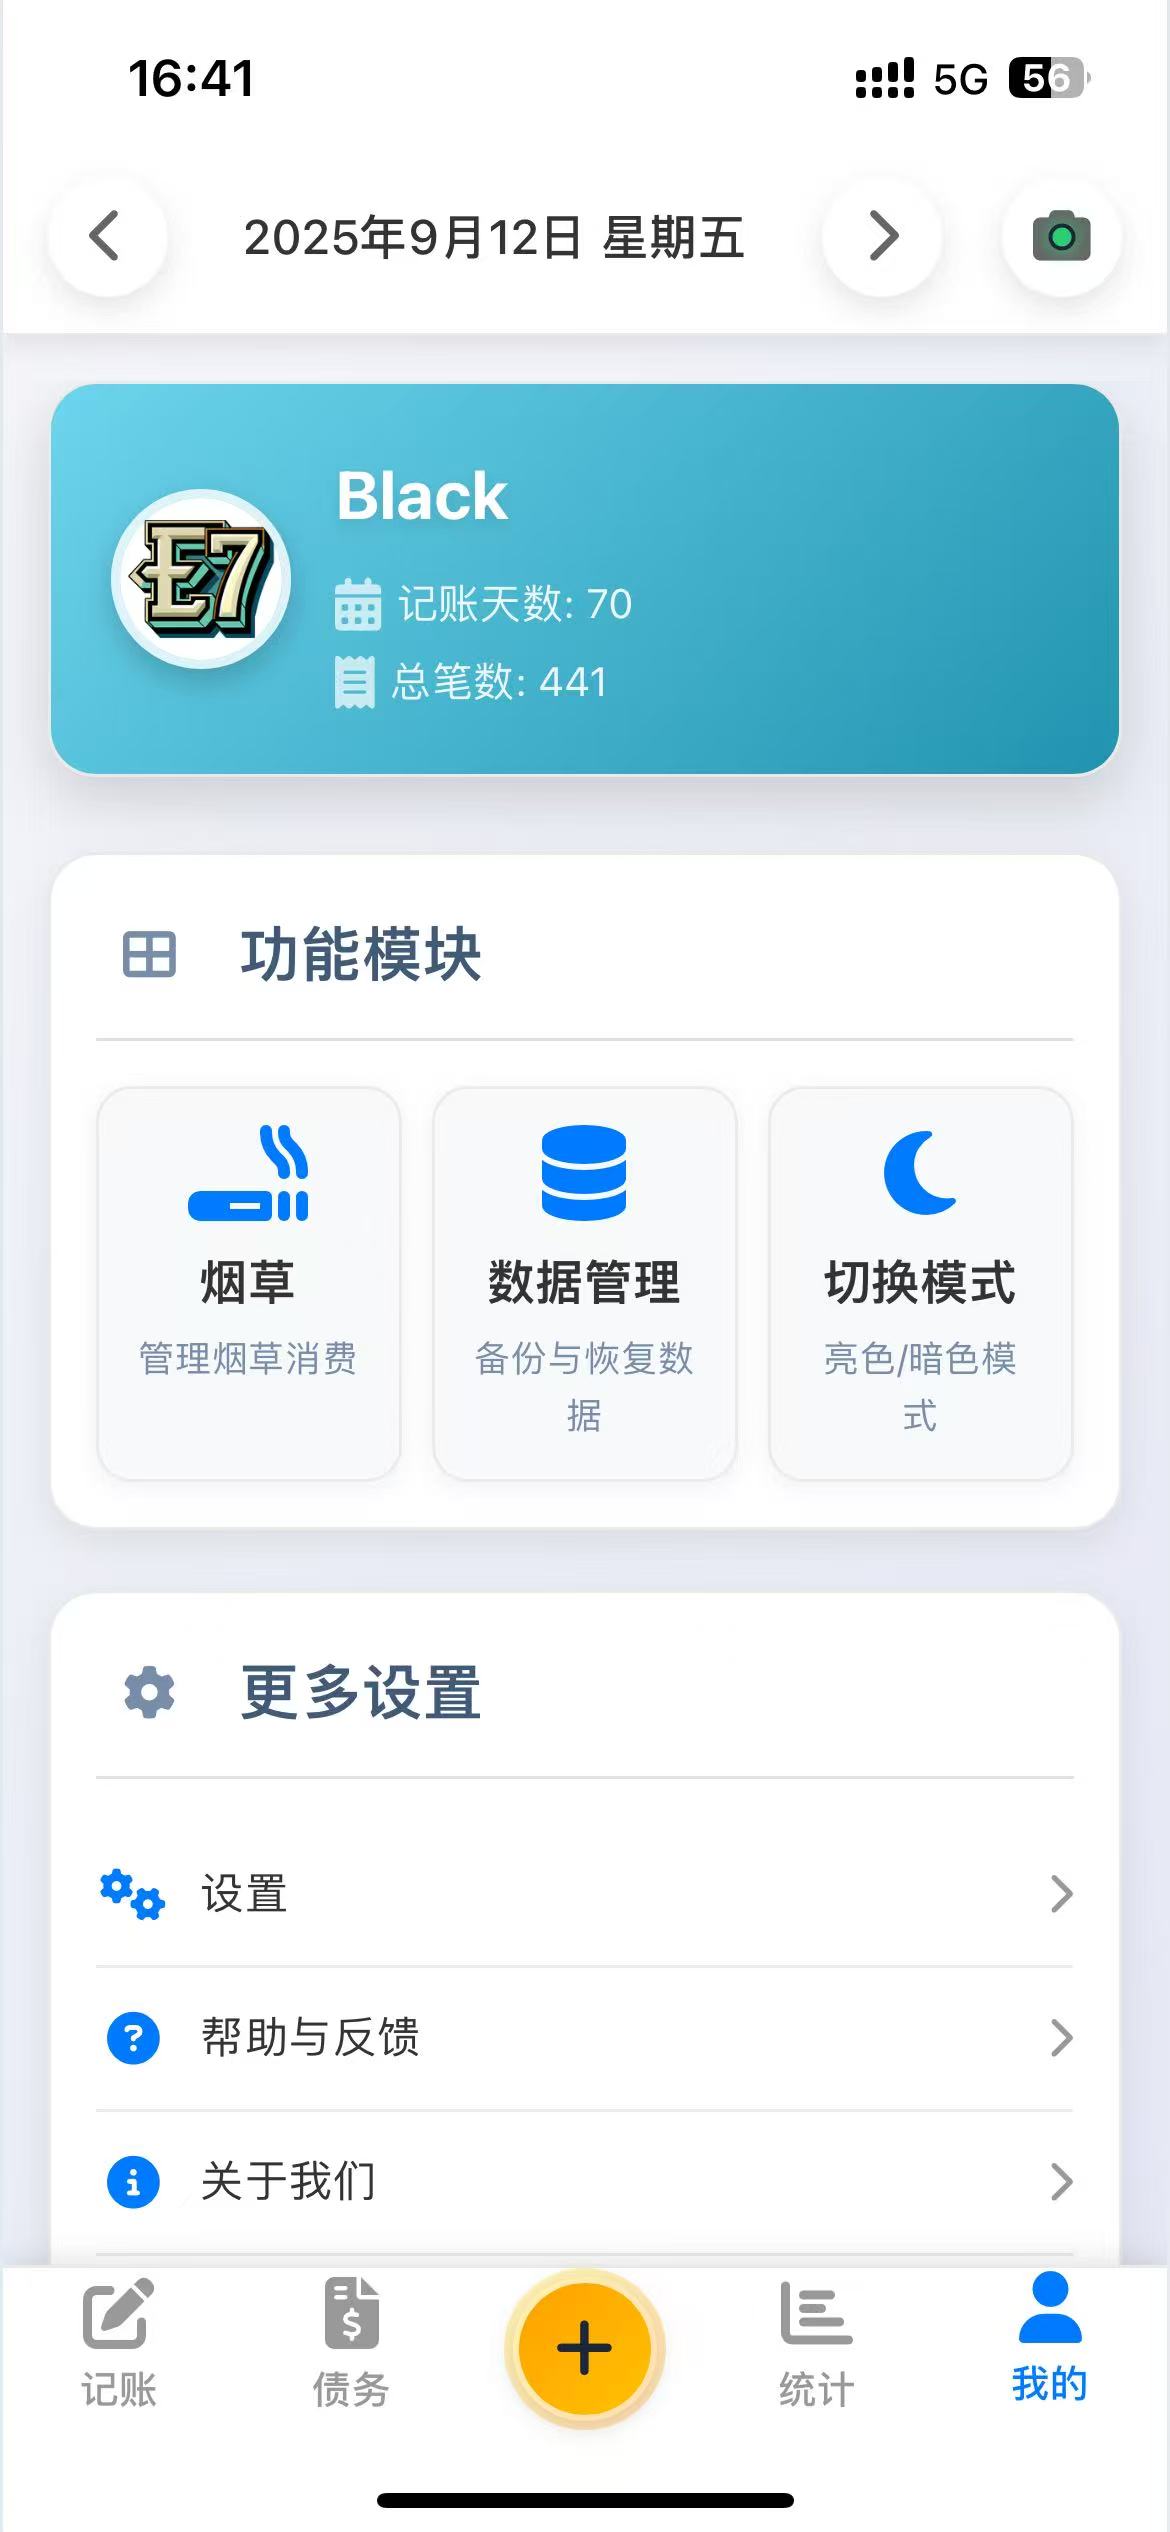 16:41
5G 56
2025年9月12日 星期五
Black
E7
记账天数: 70
总笔数: 441
功能模块
烟草
管理烟草消费
数据管理
备份与恢复数
据
切换模式
亮色/暗色模
式
更多设置
设置
帮助与反馈
关于我们
记账
债务
统计
我的